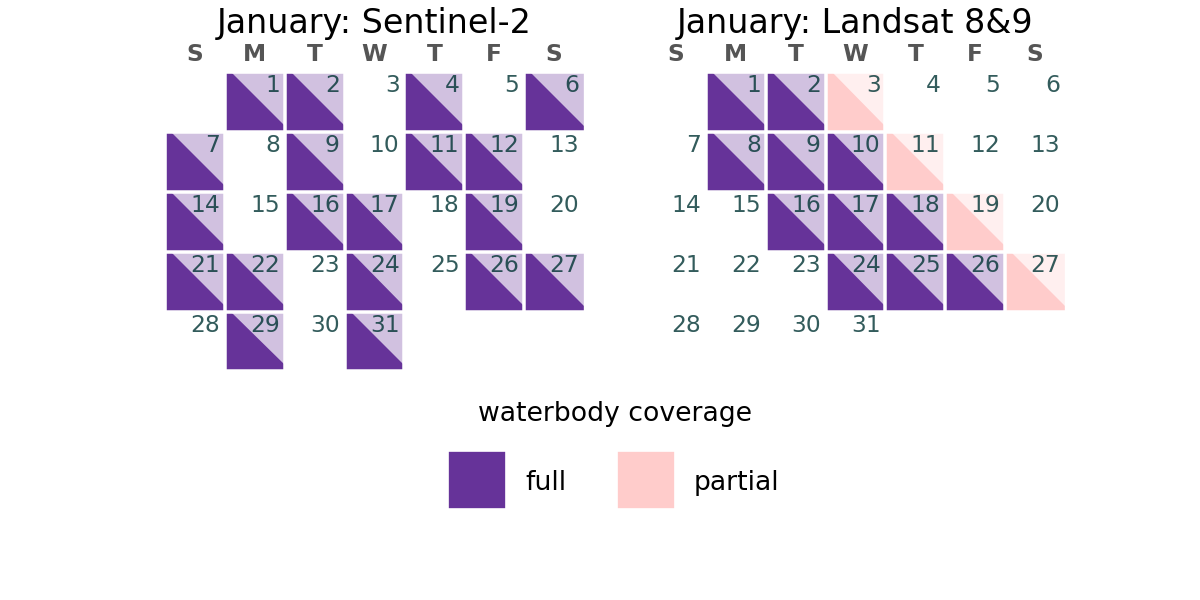 January: Sentinel-2
S M T W T F S
1 2 3 4 5 6
7 8 9 10 11 12 13
14 15 16 17 18 19 20
21 22 23 24 25 26 27
28 29 30 31
January: Landsat 8&9
S M T W T F S
1 2 3 4 5 6
7 8 9 10 11 12 13
14 15 16 17 18 19 20
21 22 23 24 25 26 27
28 29 30 31
waterbody coverage
full partial